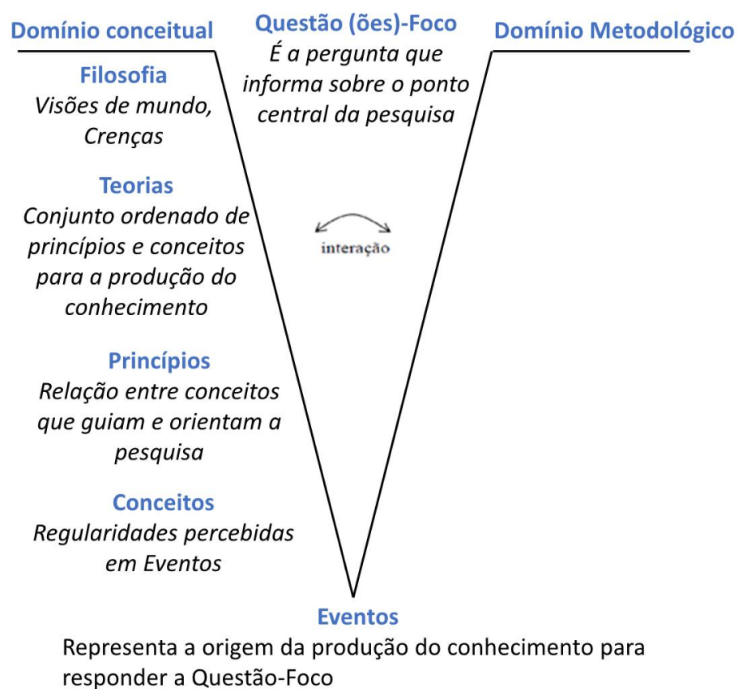 Domínio conceitual
Questão (ões)-Foco
Domínio Metodológico
É a pergunta que
informa sobre o ponto
central da pesquisa
Filosofia
Visões de mundo,
Crenças
Teorias
Conjunto ordenado de
princípios e conceitos
para a produção do
conhecimento
interação
Princípios
Relação entre conceitos
que guiam e orientam a
pesquisa
Conceitos
Regularidades percebidas
em Eventos
Eventos
Representa a origem da produção do conhecimento para
responder a Questão-Foco